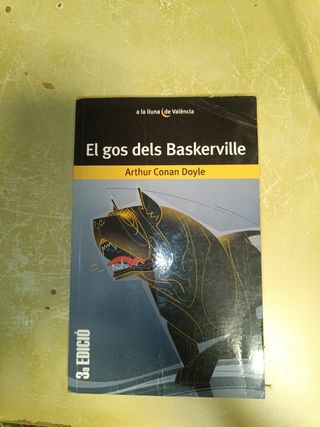 a la lluna de València
El gos dels Baskerville
Arthur Conan Doyle
3a EDICIÓ